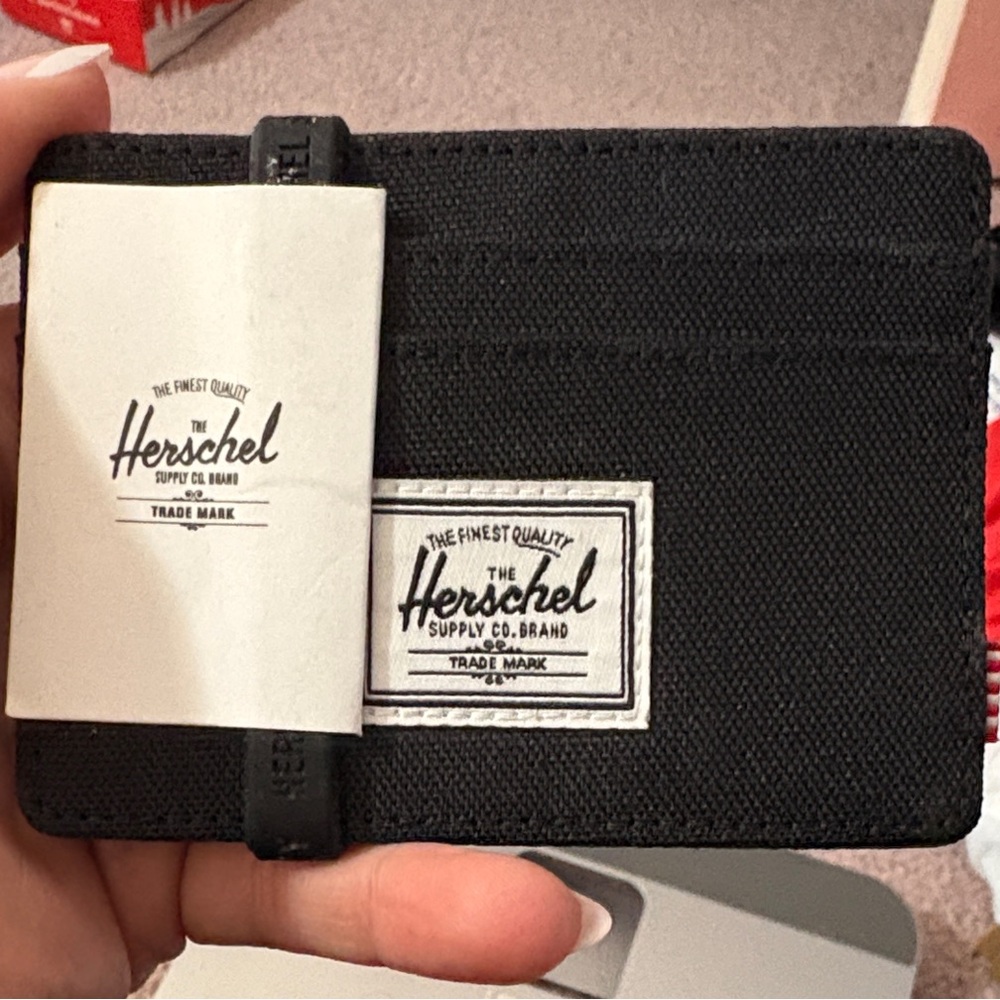 THE FINEST QUALITY
THE
Herschel
SUPPLY CO. BRAND
TRADE MARK
THE FINEST QUALITY
THE
Herschel
SUPPLY CO. BRAND
TRADE MARK